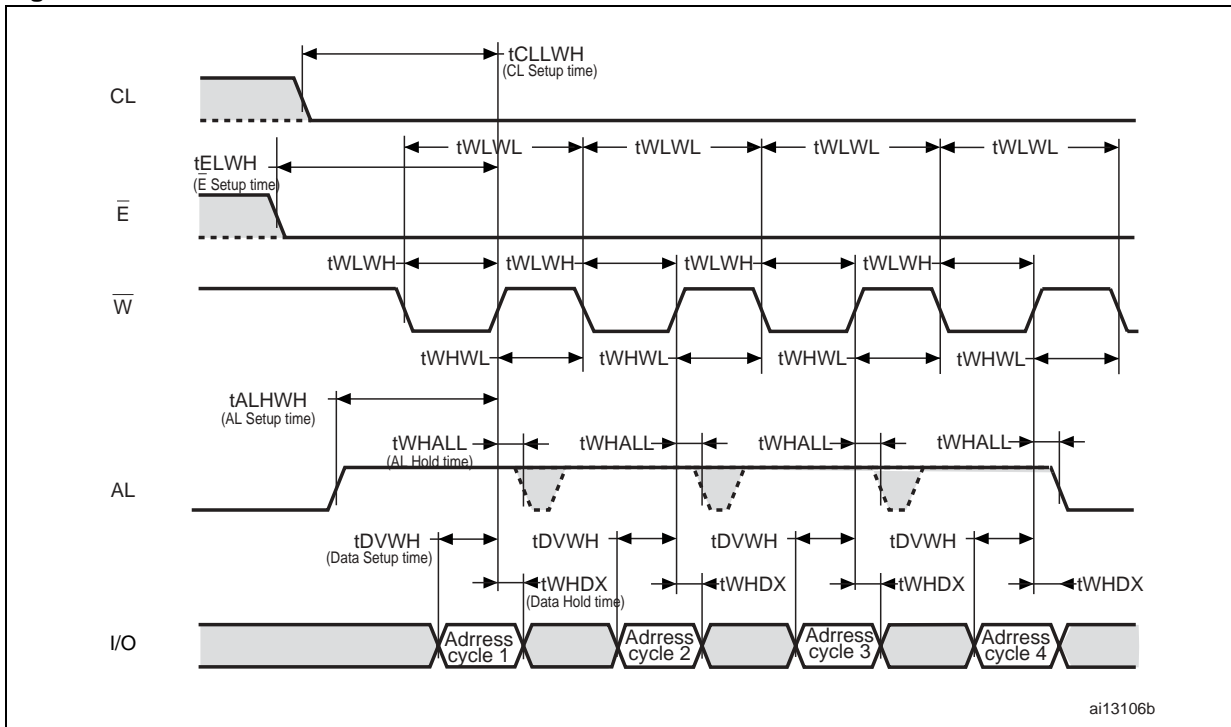 tCLLWH
(CL Setup time)
CL
tWLWL tWLWL tWLWL tWLWL
tELWH
(E Setup time)
E
tWLWH tWLWH tWLWH tWLWH
W
tWHWL tWHWL tWHWL tWHWL
tALHWH
(AL Setup time)
tWHALL tWHALL tWHALL tWHALL
(AL Hold time)
AL
tDVWH tDVWH tDVWH tDVWH
(Data Setup time)
tWHDX tWHDX tWHDX tWHDX
(Data Hold time)
I/O
Adrress Adrress Adrress Adrress
cycle 1 cycle 2 cycle 3 cycle 4
ai13106b